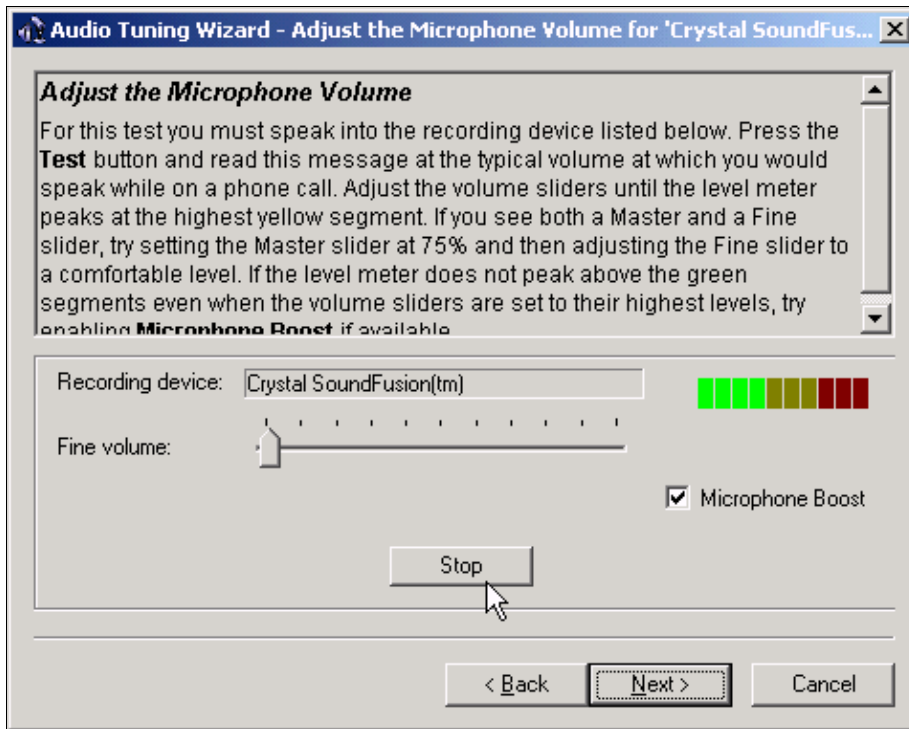 Audio Tuning Wizard - Adjust the Microphone Volume for 'Crystal SoundFus...
Adjust the Microphone Volume
For this test you must speak into the recording device listed below. Press the
Test button and read this message at the typical volume at which you would
speak while on a phone call. Adjust the volume sliders until the level meter
peaks at the highest yellow segment. If you see both a Master and a Fine
slider, try setting the Master slider at 75% and then adjusting the Fine slider to
a comfortable level. If the level meter does not peak above the green
segments even when the volume sliders are set to their highest levels, try
enabling Microphone Boost if available.
Recording device: Crystal SoundFusion(tm)
Fine volume:
Microphone Boost
Stop
< Back Next > Cancel